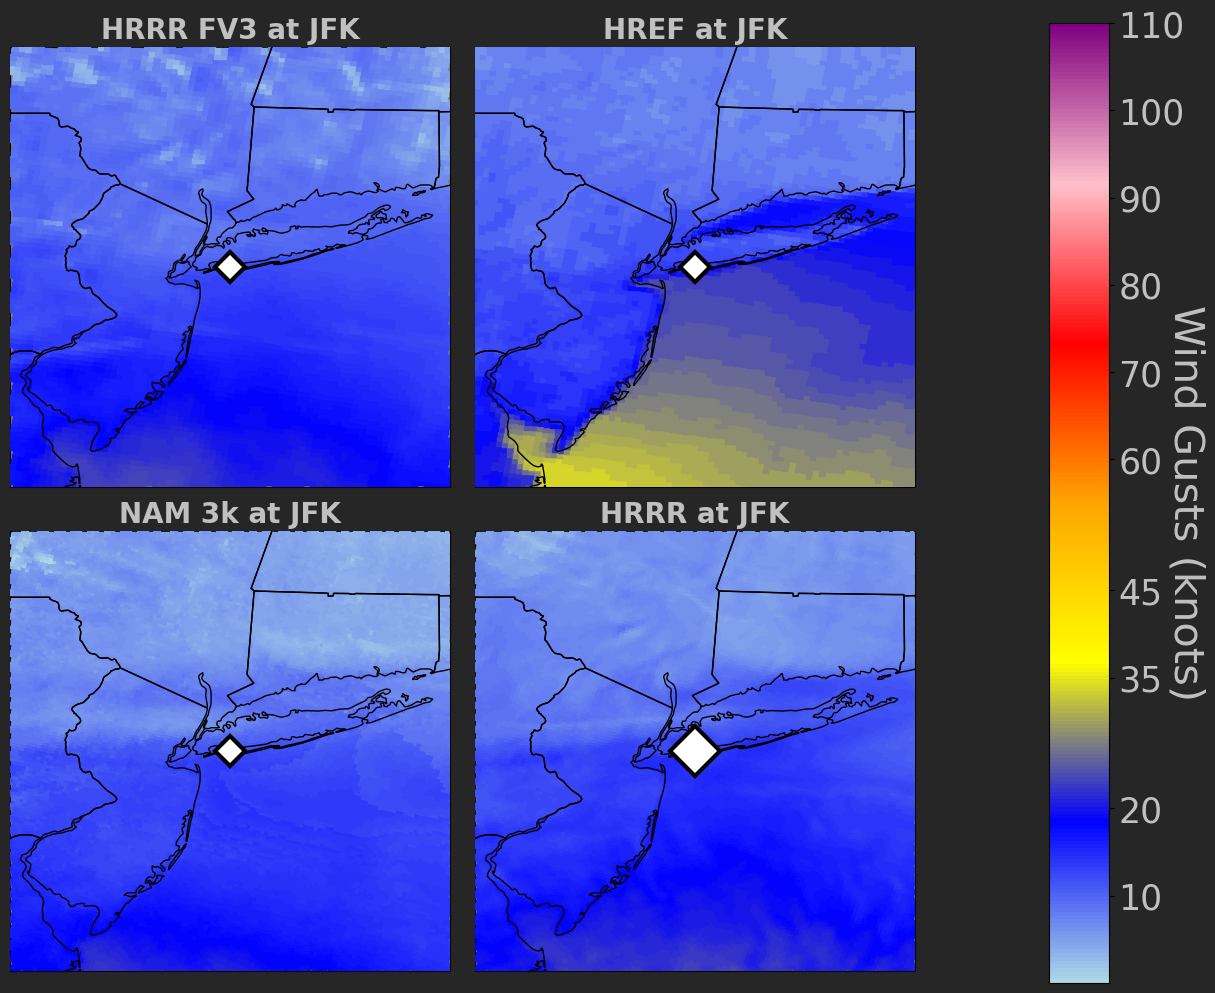 HRRR FV3 at JFK
HREF at JFK
NAM 3k at JFK
HRRR at JFK
110
100
90
80
70
60
45
35
20
10
Wind Gusts (knots)